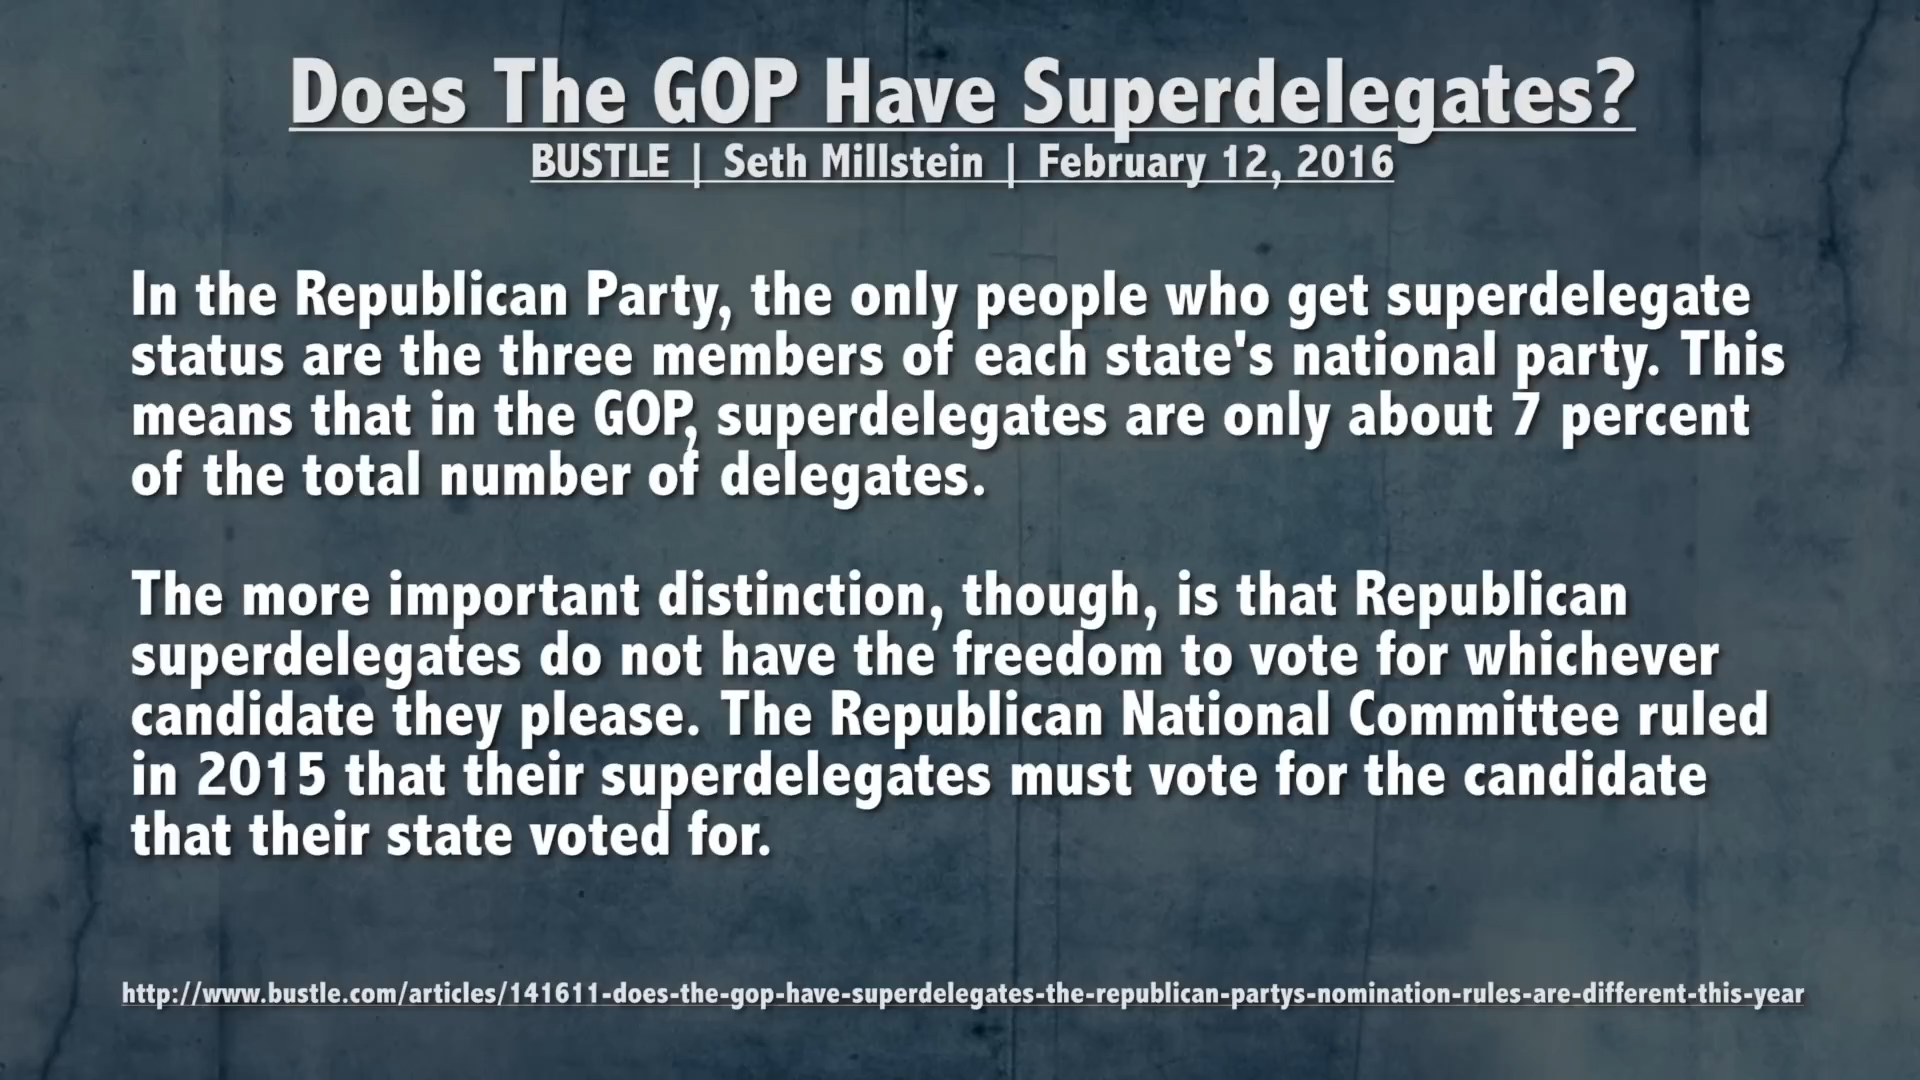 Does The GOP Have Superdelegates?
BUSTLE | Seth Millstein | February 12, 2016
In the Republican Party, the only people who get superdelegate
status are the three members of each state's national party. This
means that in the GOP, superdelegates are only about 7 percent
of the total number of delegates.
The more important distinction, though, is that Republican
superdelegates do not have the freedom to vote for whichever
candidate they please. The Republican National Committee ruled
in 2015 that their superdelegates must vote for the candidate
that their state voted for.
http://www.bustle.com/articles/141611-does-the-gop-have-superdelegates-the-republican-partys-nomination-rules-are-different-this-year